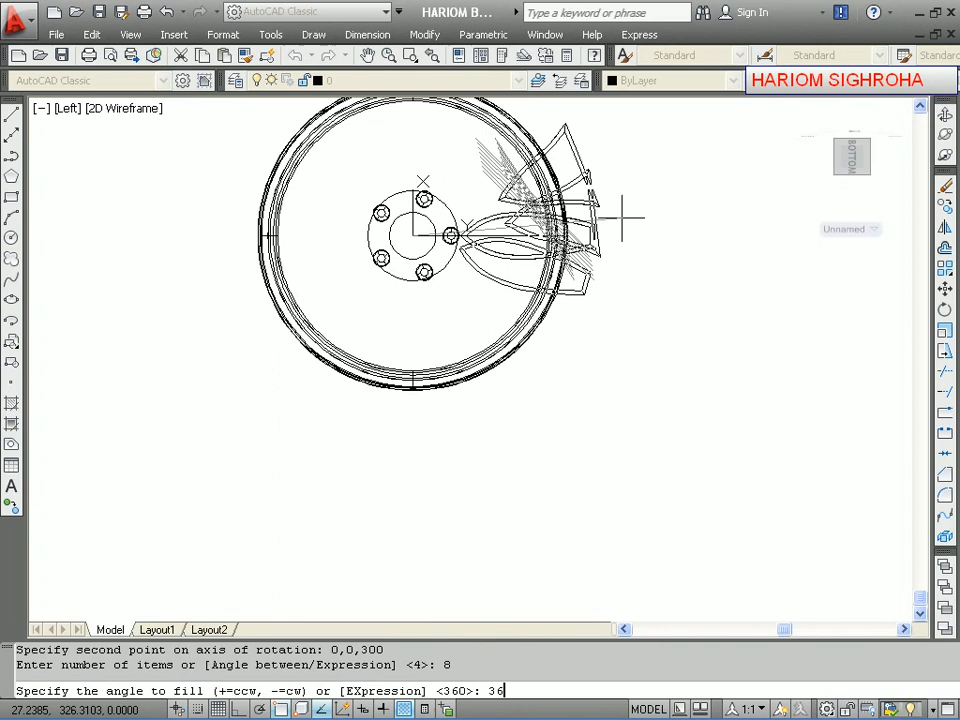 AutoCAD Classic
HARIOM B...
Type a keyword or phrase
Sign In
File Edit View Insert Format Tools Draw Dimension Modify Parametric Window Help Express
Standard Standard Standard
AutoCAD Classic
0
ByLayer
HARIOM SIGHROHA
[−] [Left] [2D Wireframe]
BOTTOM
Unnamed
A
Model Layout1 Layout2
Specify second point on axis of rotation: 0,0,300
Enter number of items or [Angle between/Expression] <4>: 8
Specify the angle to fill (+=ccw, -=cw) or [EXpression] <360>: 36
27.2385, 326.3103, 0.0000
MODEL
1:1